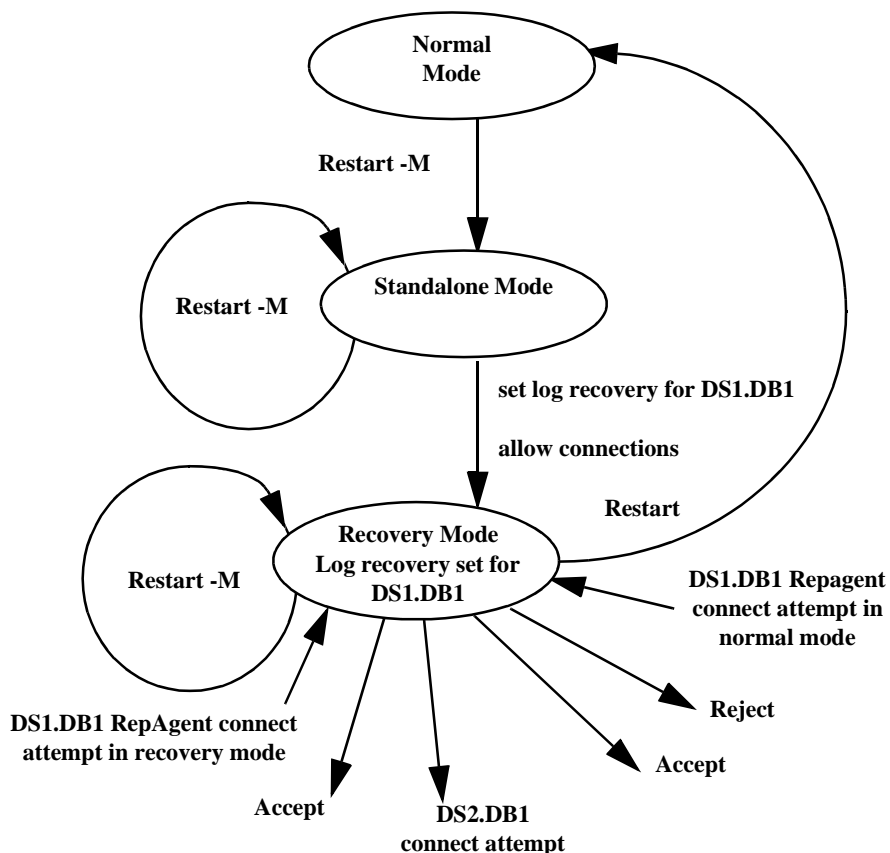 Normal
Mode
Restart -M
Restart -M
Standalone Mode
set log recovery for DS1.DB1
allow connections
Restart
Recovery Mode
Log recovery set for
DS1.DB1
Restart -M
DS1.DB1 Repagent
connect attempt in
normal mode
DS1.DB1 RepAgent connect
attempt in recovery mode
Reject
Accept
Accept
DS2.DB1
connect attempt